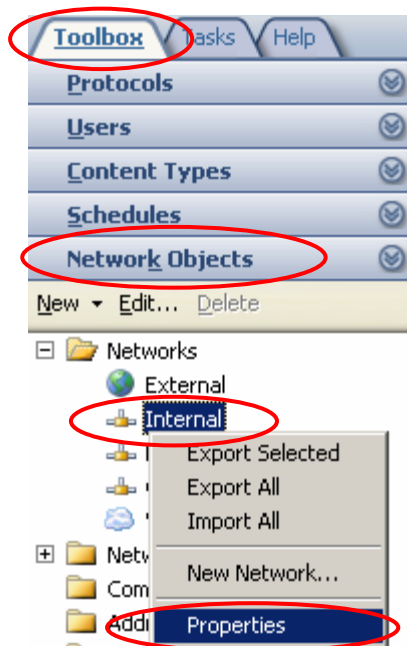 Toolbox Tasks Help
Protocols
Users
Content Types
Schedules
Network Objects
New Edit... Delete
Networks
External
Internal
Export Selected
Export All
Import All
New Network...
Properties